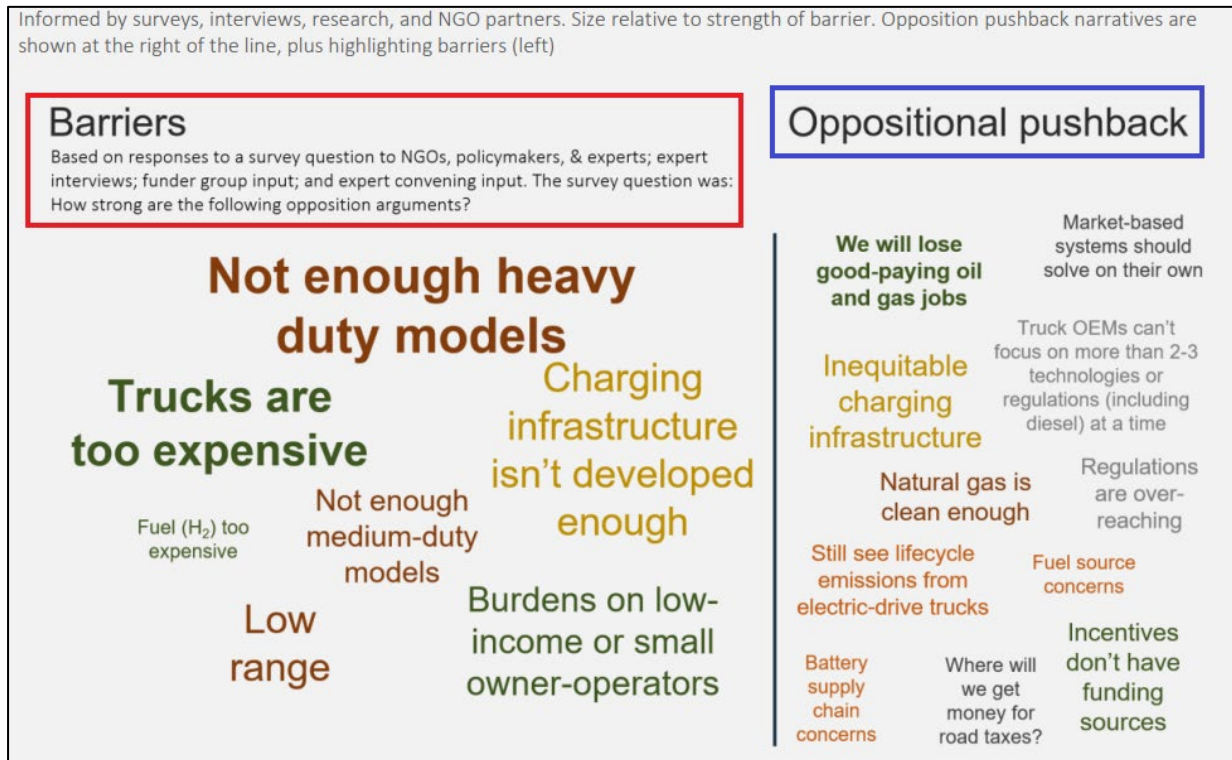 Informed by surveys, interviews, research, and NGO partners. Size relative to strength of barrier. Opposition pushback narratives are
shown at the right of the line, plus highlighting barriers (left)
Barriers
Based on responses to a survey question to NGOs, policymakers, & experts; expert
interviews; funder group input; and expert convening input. The survey question was:
How strong are the following opposition arguments?
Not enough heavy
duty models
Trucks are
too expensive
Charging
infrastructure
isn't developed
enough
Fuel (H₂) too
expensive
Not enough
medium-duty
models
Low
range
Burdens on low-
income or small
owner-operators
Oppositional pushback
We will lose
good-paying oil
and gas jobs
Market-based
systems should
solve on their own
Inequitable
charging
infrastructure
Truck OEMs can't
focus on more than 2-3
technologies or
regulations (including
diesel) at a time
Natural gas is
clean enough
Regulations
are over-
reaching
Still see lifecycle
emissions from
electric-drive trucks
Fuel source
concerns
Battery
supply
chain
concerns
Where will
we get
money for
road taxes?
Incentives
don't have
funding
sources